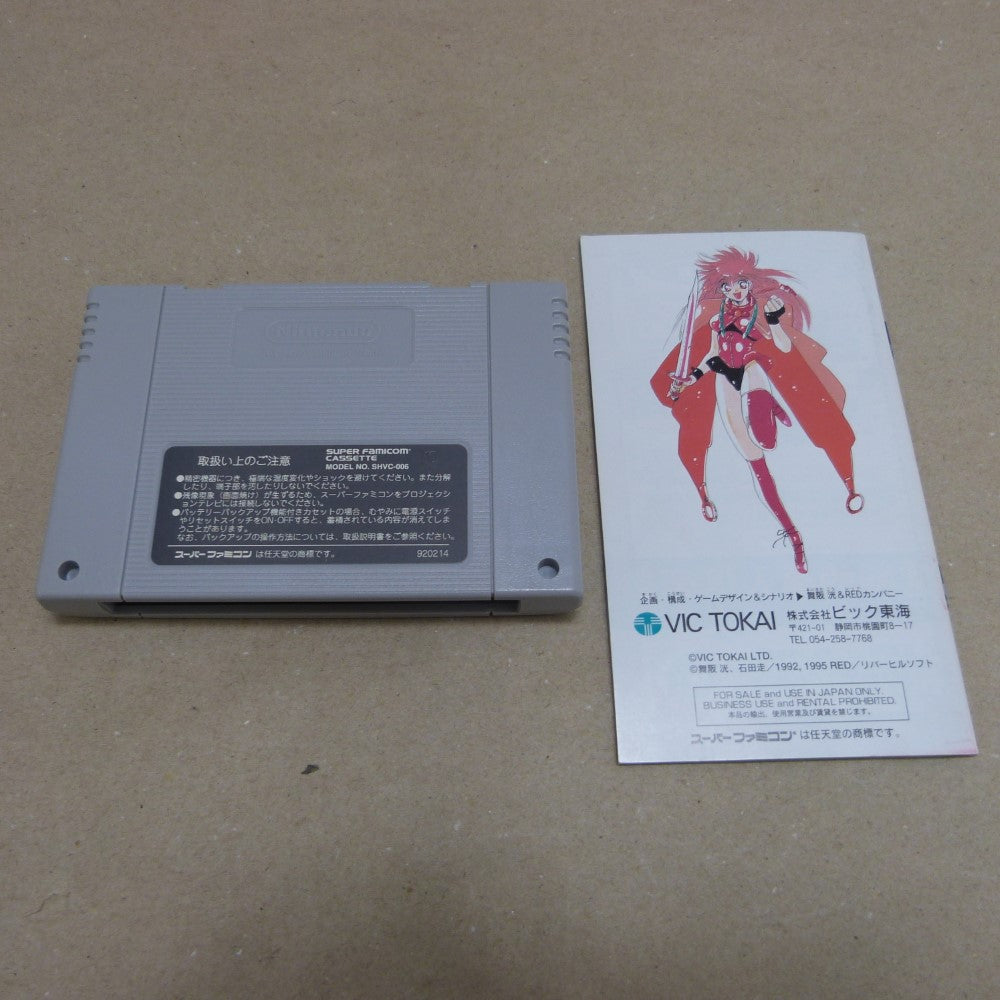 Nintendo
取扱い上のご注意
SUPER FAMICOM
CASSETTE
MODEL NO. SHVC-006
●精密機器につき、極端な温度変化やショックを避けてください。また分解
したり、端子部を汚したりしないでください。
●残像現象（画面焼け）が生ずるため、スーパーファミコンをプロジェクシ
ョンテレビには接続しないでください。
●バッテリーバックアップ機能付きカセットの場合、むやみに電源スイッチ
やリセットスイッチをON・OFFすると、蓄積されている内容が消えてしま
うことがあります。
なお、バックアップの操作方法については、取扱説明書をご参照ください。
スーパーファミコン は任天堂の商標です。
920214
企画・構成・ゲームデザイン＆シナリオ▶舞阪 洸＆REDカンパニー
VIC TOKAI 株式会社ビック東海
〒421-01 静岡市桃園町8-17
TEL.054-258-7768
©VIC TOKAI LTD.
©舞阪 洸、石田走／1992, 1995 RED／リバーヒルソフト
FOR SALE and USE IN JAPAN ONLY.
BUSINESS USE and RENTAL PROHIBITED.
本品の輸出、使用営業及び賃貸を禁じます。
スーパーファミコン® は任天堂の商標です。